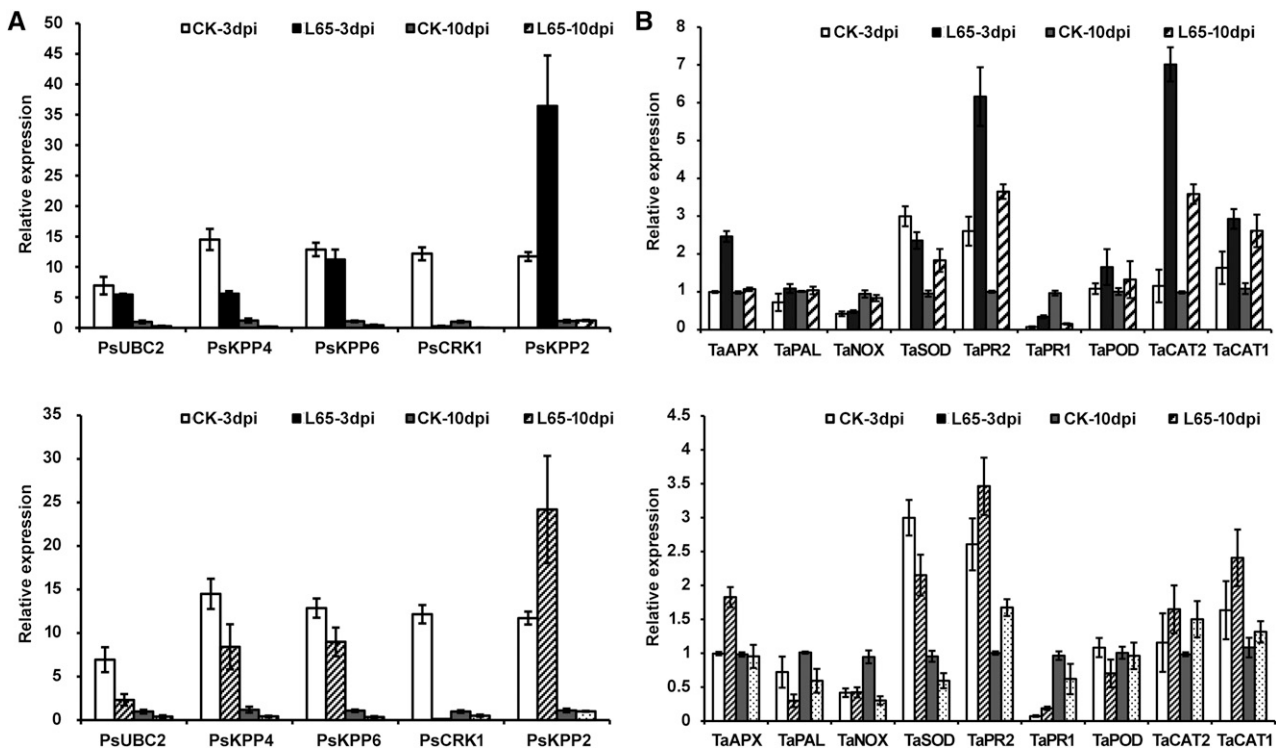 A
Relative expression
50
45
40
35
30
25
20
15
10
5
0
CK-3dpi L65-3dpi CK-10dpi L65-10dpi
PsUBC2 PsKPP4 PsKPP6 PsCRK1 PsKPP2
B
Relative expression
8
7
6
5
4
3
2
1
0
CK-3dpi L65-3dpi CK-10dpi L65-10dpi
TaAPX TaPAL TaNOX TaSOD TaPR2 TaPR1 TaPOD TaCAT2 TaCAT1
Relative expression
35
30
25
20
15
10
5
0
CK-3dpi L65-3dpi CK-10dpi L65-10dpi
PsUBC2 PsKPP4 PsKPP6 PsCRK1 PsKPP2
Relative expression
4.5
4
3.5
3
2.5
2
1.5
1
0.5
0
CK-3dpi L65-3dpi CK-10dpi L65-10dpi
TaAPX TaPAL TaNOX TaSOD TaPR2 TaPR1 TaPOD TaCAT2 TaCAT1